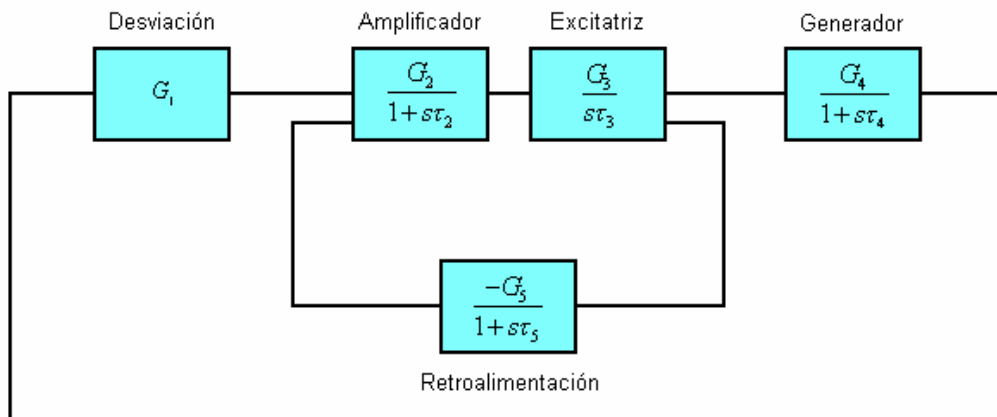 Desviación
Amplificador
Excitatriz
Generador
G₁
G₂
1+sτ₂
G₃
sτ₃
G₄
1+sτ₄
−G₅
1+sτ₅
Retroalimentación